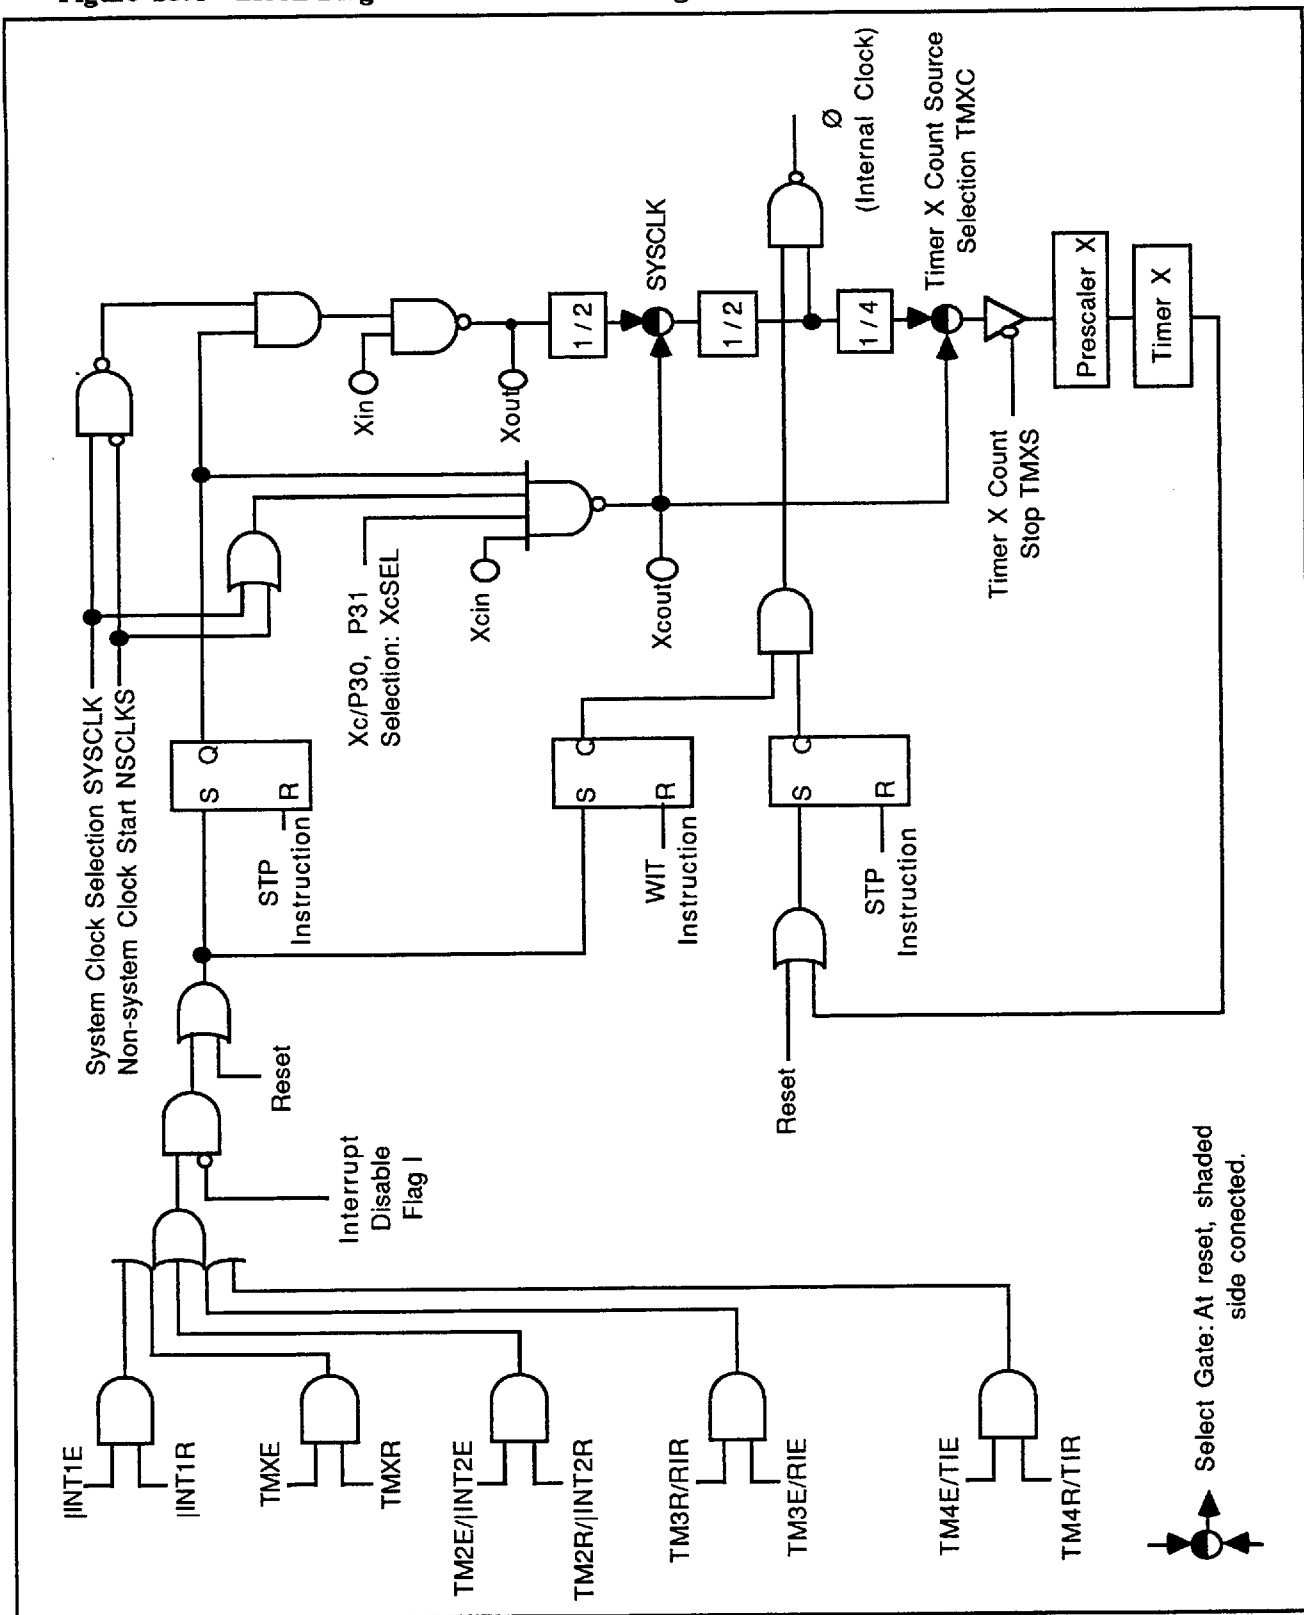 System Clock Selection SYSCLK
Non-system Clock Start NSCLKS
|INT1E
|INT1R
TMXE
TMXR
TM2E/|INT2E
TM2R/|INT2R
TM3R/RIR
TM3E/RIE
TM4E/TIE
TM4R/TIR
Interrupt
Disable
Flag I
Reset
S
Q
R
STP
Instruction
Xc/P30, P31
Selection: XcSEL
Xcin
Xcout
Xin
Xout
1/2
SYSCLK
1/2
1/4
S
Q
R
WIT
Instruction
Reset
S
Q
R
STP
Instruction
Ø
(Internal Clock)
Timer X Count Source
Selection TMXC
Timer X Count
Stop TMXS
Prescaler X
Timer X
Select Gate: At reset, shaded
side conected.